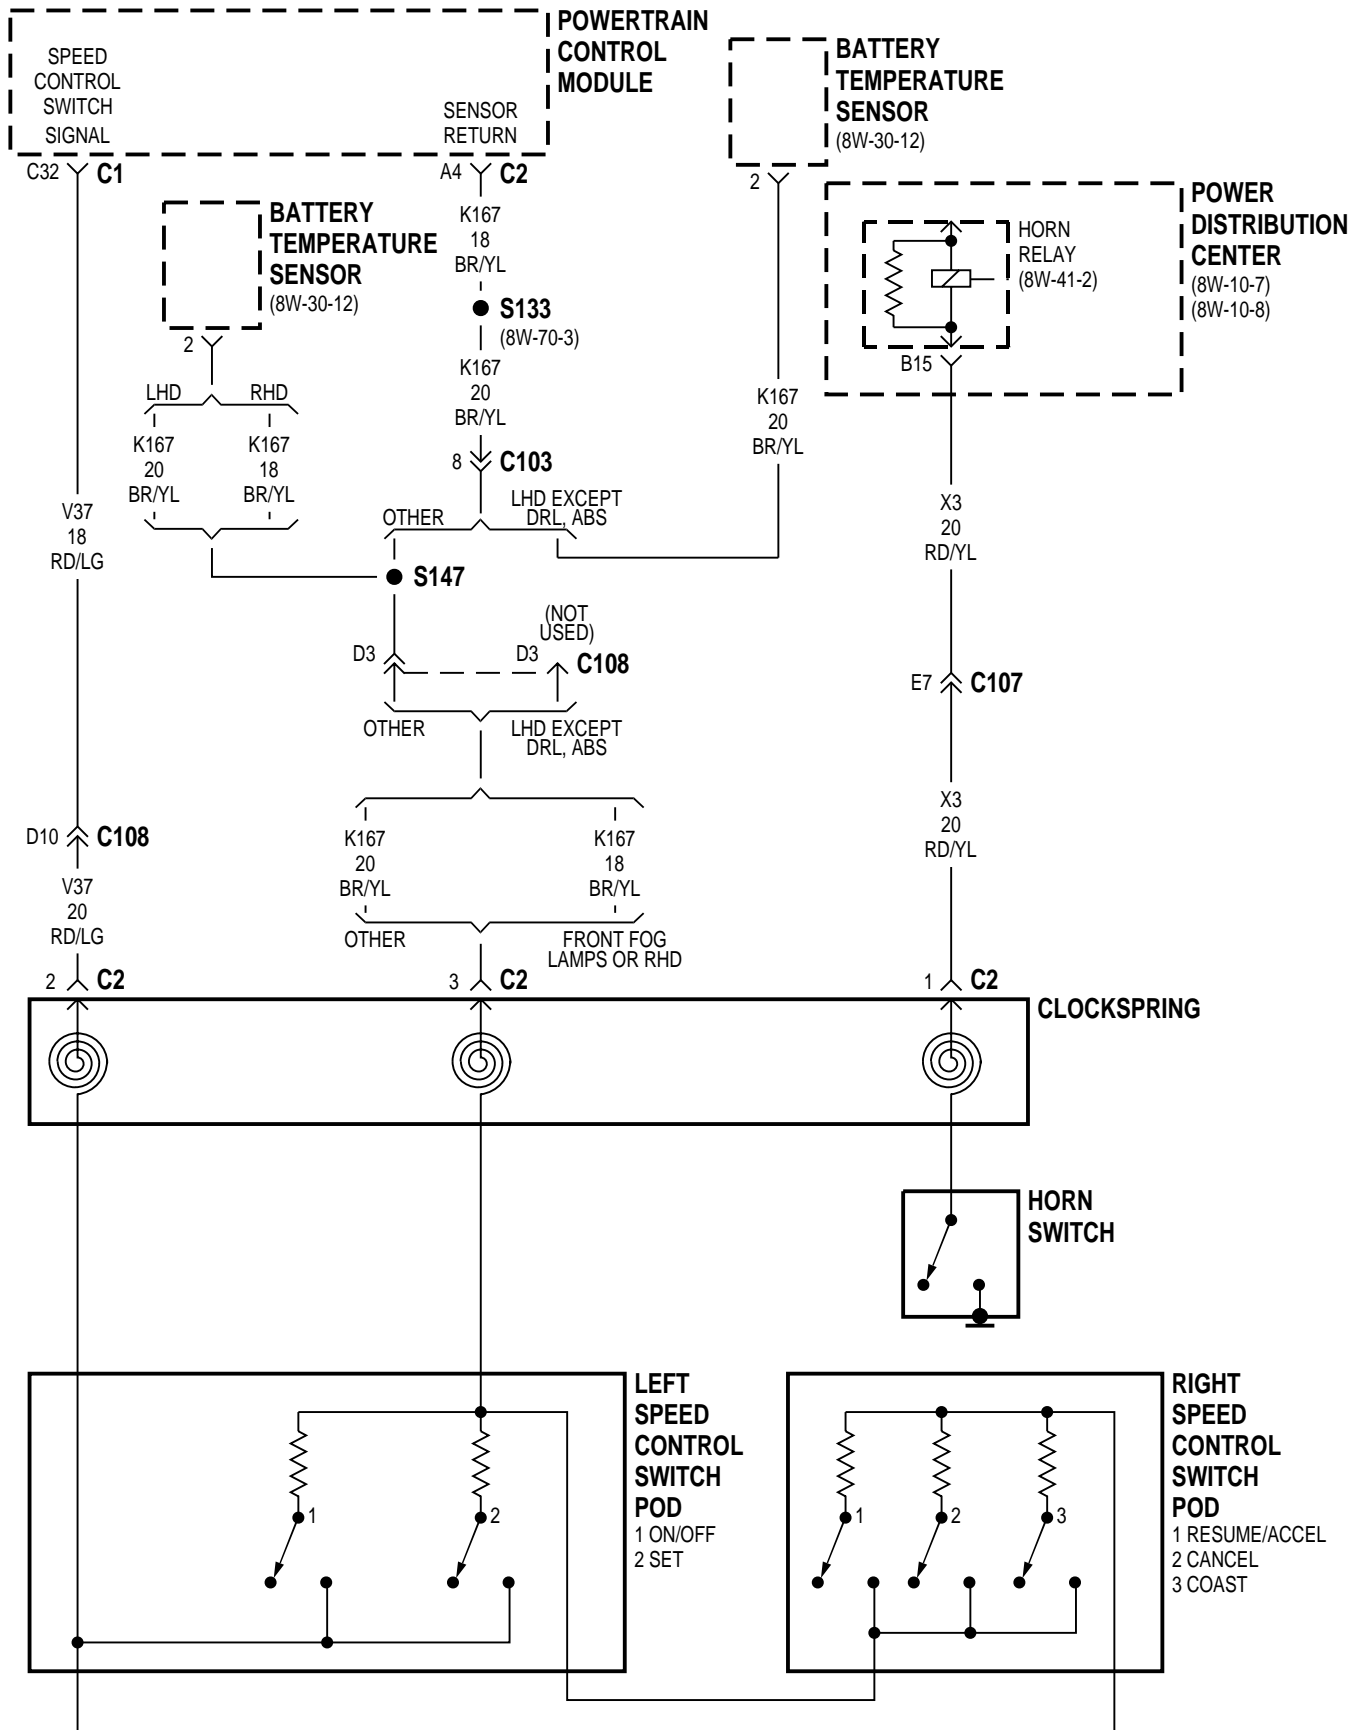 POWERTRAIN
CONTROL
MODULE
SPEED
CONTROL
SWITCH
SIGNAL
SENSOR
RETURN
C32
C1
A4
C2
BATTERY
TEMPERATURE
SENSOR
(8W-30-12)
2
POWER
DISTRIBUTION
CENTER
(8W-10-7)
(8W-10-8)
HORN
RELAY
(8W-41-2)
B15
BATTERY
TEMPERATURE
SENSOR
(8W-30-12)
2
LHD
RHD
K167
20
BR/YL
K167
18
BR/YL
K167
18
BR/YL
S133
(8W-70-3)
K167
20
BR/YL
8
C103
OTHER
LHD EXCEPT
DRL, ABS
K167
20
BR/YL
V37
18
RD/LG
X3
20
RD/YL
S147
(NOT
USED)
D3
D3
C108
OTHER
LHD EXCEPT
DRL, ABS
E7
C107
K167
20
BR/YL
K167
18
BR/YL
OTHER
FRONT FOG
LAMPS OR RHD
X3
20
RD/YL
D10
C108
V37
20
RD/LG
2
C2
3
C2
1
C2
CLOCKSPRING
HORN
SWITCH
LEFT
SPEED
CONTROL
SWITCH
POD
1 ON/OFF
2 SET
1
2
RIGHT
SPEED
CONTROL
SWITCH
POD
1 RESUME/ACCEL
2 CANCEL
3 COAST
1
2
3